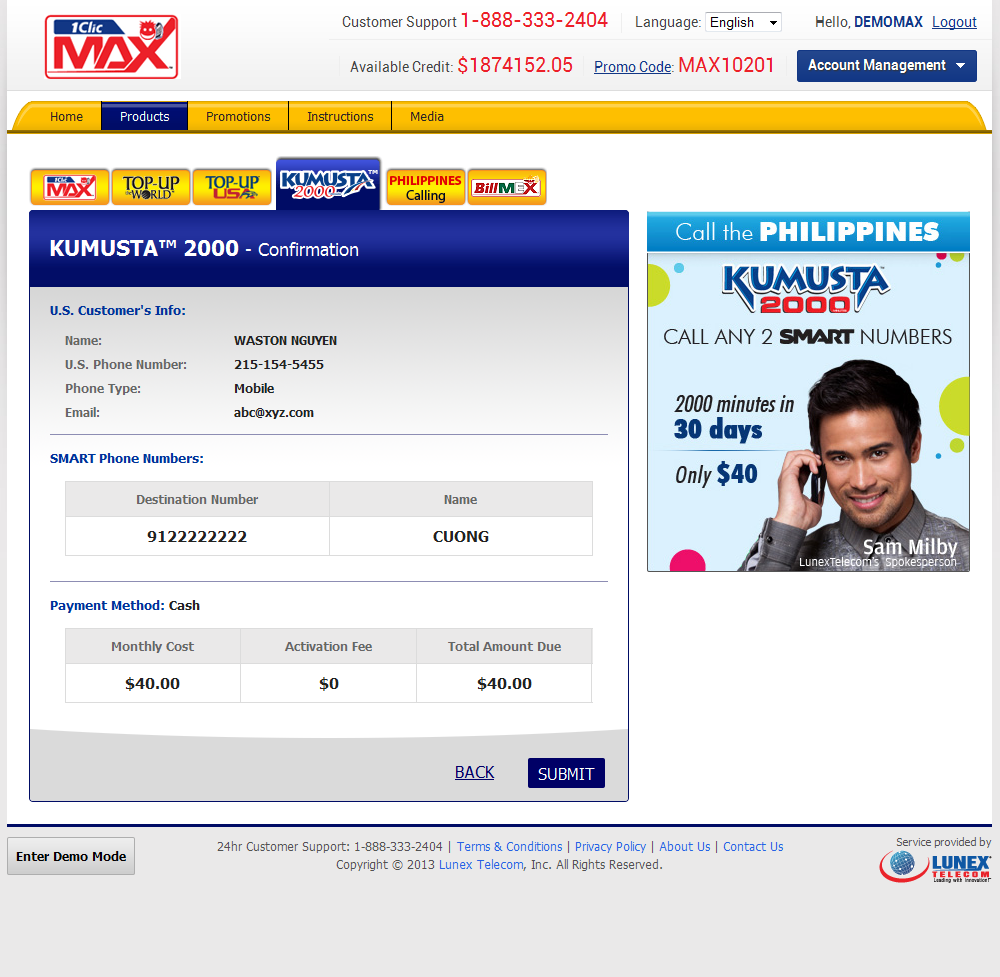 1Clic
MAX
Customer Support 1-888-333-2404
Language: English
Hello, DEMOMAX Logout
Available Credit: $1874152.05
Promo Code: MAX10201
Account Management
Home Products Promotions Instructions Media
1Clic MAX
TOP-UP THE WORLD
TOP-UP USA
KUMUSTA™ 2000
PHILIPPINES Calling
BillMEX
KUMUSTA™ 2000 - Confirmation
U.S. Customer's Info:
Name: WASTON NGUYEN
U.S. Phone Number: 215-154-5455
Phone Type: Mobile
Email: abc@xyz.com
SMART Phone Numbers:
Destination Number Name
9122222222 CUONG
Payment Method: Cash
Monthly Cost Activation Fee Total Amount Due
$40.00 $0 $40.00
BACK SUBMIT
Call the PHILIPPINES
KUMUSTA
2000
CALL ANY 2 SMART NUMBERS
2000 minutes in
30 days
Only $40
Sam Milby
LunexTelecom's Spokesperson
Enter Demo Mode
24hr Customer Support: 1-888-333-2404 | Terms & Conditions | Privacy Policy | About Us | Contact Us
Copyright © 2013 Lunex Telecom, Inc. All Rights Reserved.
Service provided by
LUNEX
TELECOM
Leading with Innovation!